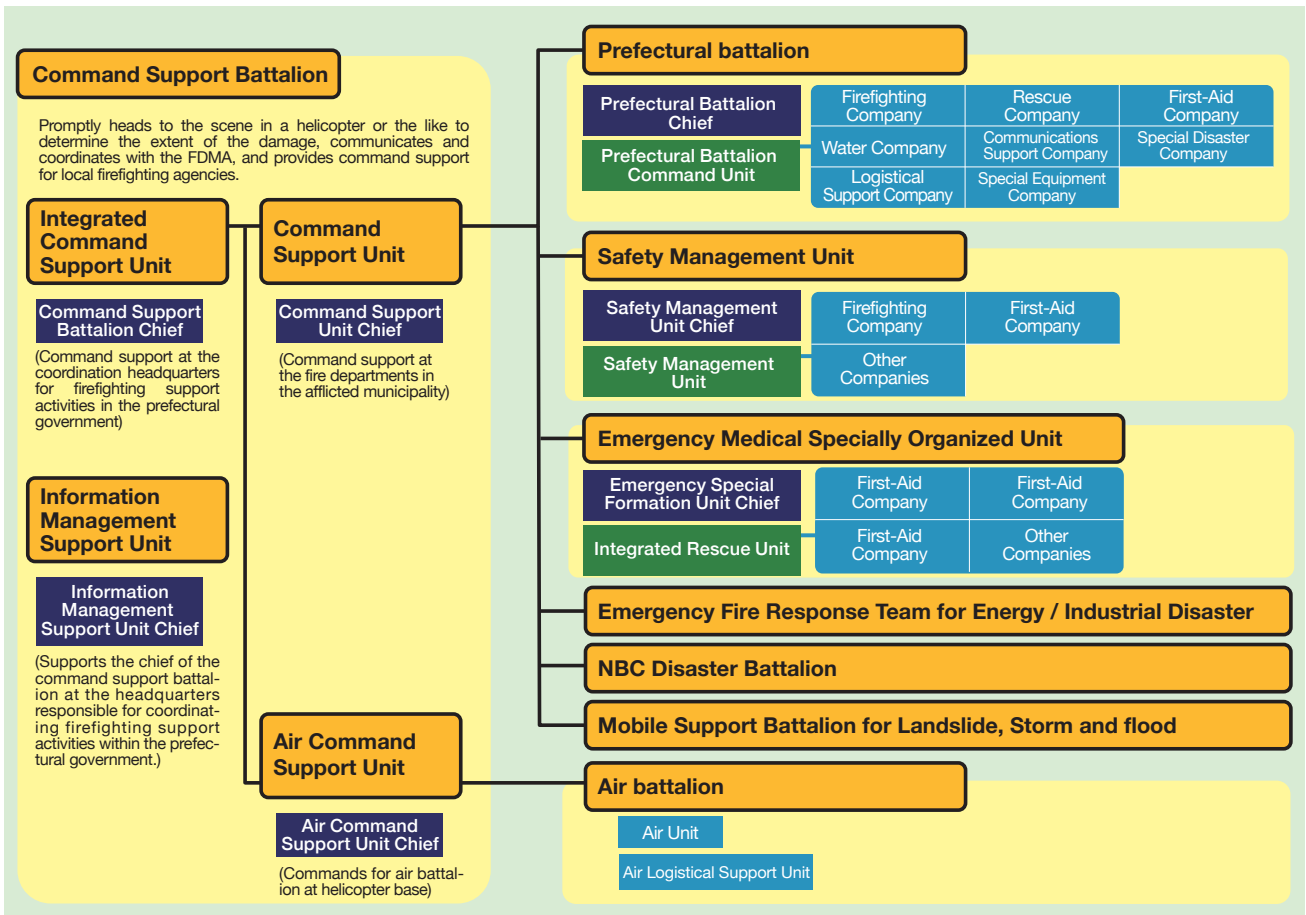 Command Support Battalion
Promptly heads to the scene in a helicopter or the like to
determine the extent of the damage, communicates and
coordinates with the FDMA, and provides command support
for local firefighting agencies.
Integrated
Command
Support Unit
Command Support
Battalion Chief
(Command support at the
coordination headquarters
for firefighting support
activities in the prefectural
government)
Information
Management
Support Unit
Information
Management
Support Unit Chief
(Supports the chief of the
command support battal-
ion at the headquarters
responsible for coordinat-
ing firefighting support
activities within the prefec-
tural government.)
Command
Support Unit
Command Support
Unit Chief
(Command support at
the fire departments in
the afflicted municipality)
Air Command
Support Unit
Air Command
Support Unit Chief
(Commands for air battal-
ion at helicopter base)
Prefectural battalion
Prefectural Battalion
Chief
Prefectural Battalion
Command Unit
Firefighting
Company
Rescue
Company
First-Aid
Company
Water Company
Communications
Support Company
Special Disaster
Company
Logistical
Support Company
Special Equipment
Company
Safety Management Unit
Safety Management
Unit Chief
Safety Management
Unit
Firefighting
Company
First-Aid
Company
Other
Companies
Emergency Medical Specially Organized Unit
Emergency Special
Formation Unit Chief
Integrated Rescue Unit
First-Aid
Company
First-Aid
Company
First-Aid
Company
Other
Companies
Emergency Fire Response Team for Energy / Industrial Disaster
NBC Disaster Battalion
Mobile Support Battalion for Landslide, Storm and flood
Air battalion
Air Unit
Air Logistical Support Unit